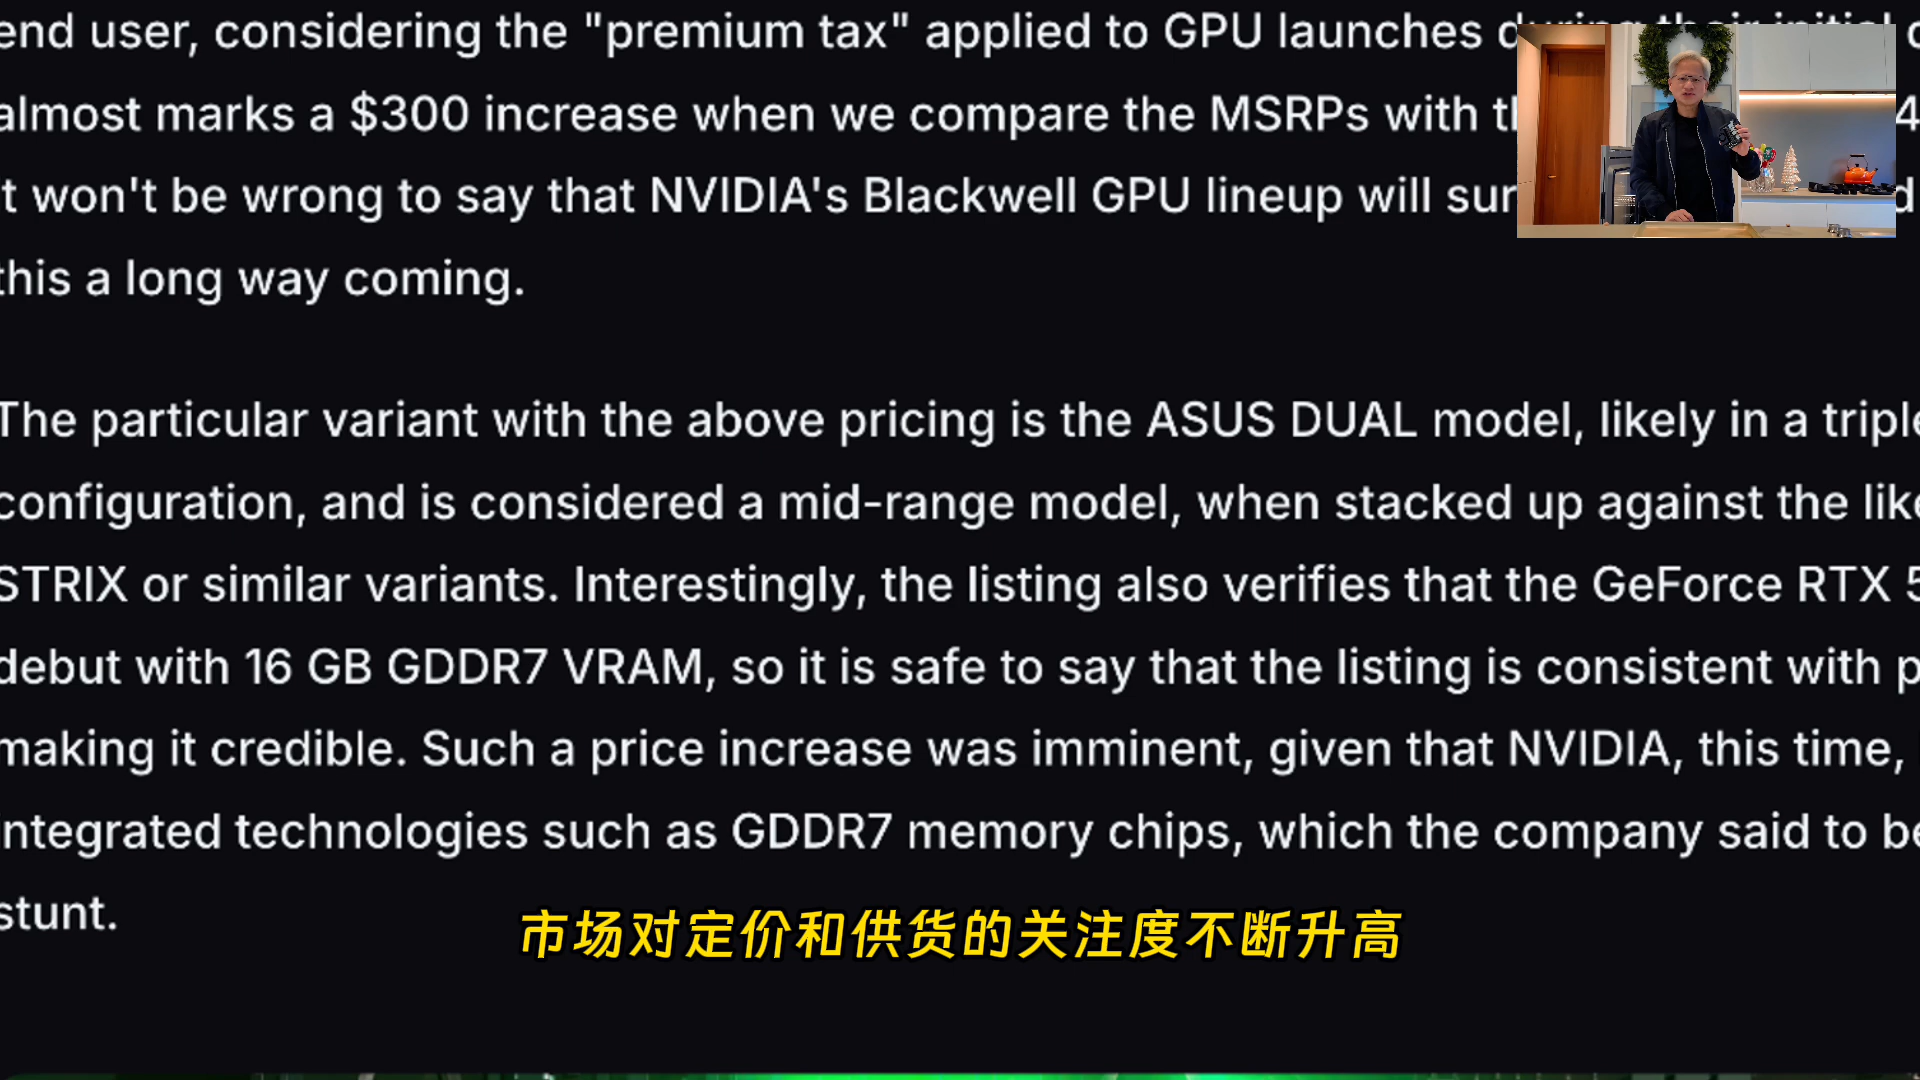 end user, considering the "premium tax" applied to GPU launches during their initial
almost marks a $300 increase when we compare the MSRPs with
t won't be wrong to say that NVIDIA's Blackwell GPU lineup will
this a long way coming.
The particular variant with the above pricing is the ASUS DUAL model, likely in a
configuration, and is considered a mid-range model, when stacked up against the
STRIX or similar variants. Interestingly, the listing also verifies that the GeForce RTX 5
debut with 16 GB GDDR7 VRAM, so it is safe to say that the listing is consistent with
making it credible. Such a price increase was imminent, given that NVIDIA, this time,
integrated technologies such as GDDR7 memory chips, which the company said to
stunt.
市场对定价和供货的关注度不断升高